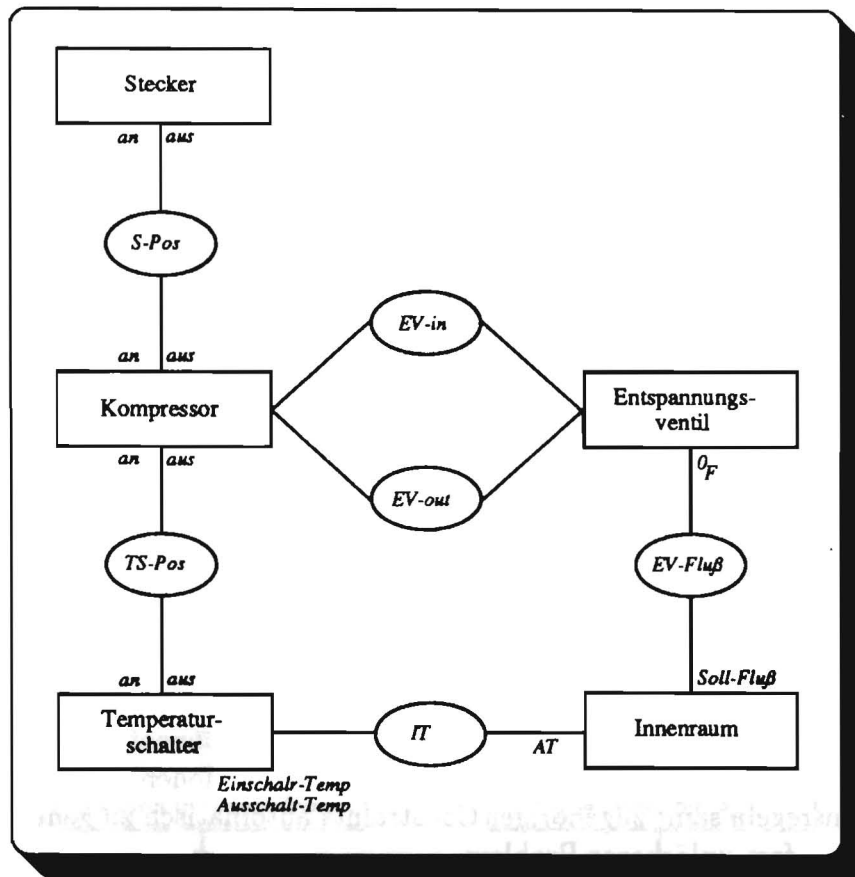 Stecker
an aus
S-Pos
EV-in
an aus
Kompressor
Entspannungs-
ventil
an aus
0F
EV-out
TS-Pos
EV-Fluß
an aus
Soll-Fluß
Temperatur-
schalter
IT
AT
Innenraum
Einschalr-Temp
Ausschalt-Temp